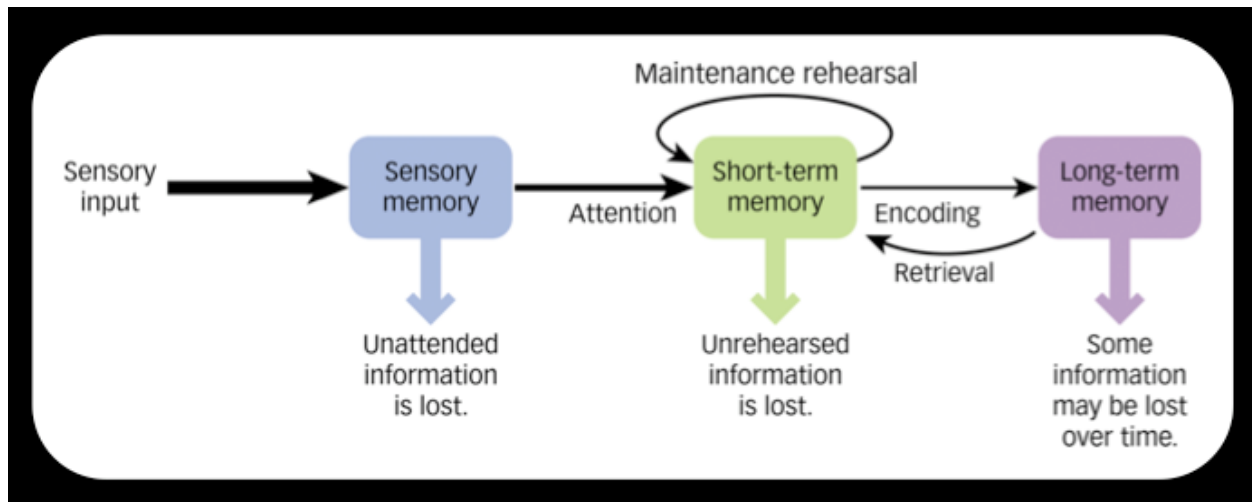 Maintenance rehearsal
Sensory
input
Sensory
memory
Attention
Short-term
memory
Encoding
Retrieval
Long-term
memory
Unattended
information
is lost.
Unrehearsed
information
is lost.
Some
information
may be lost
over time.